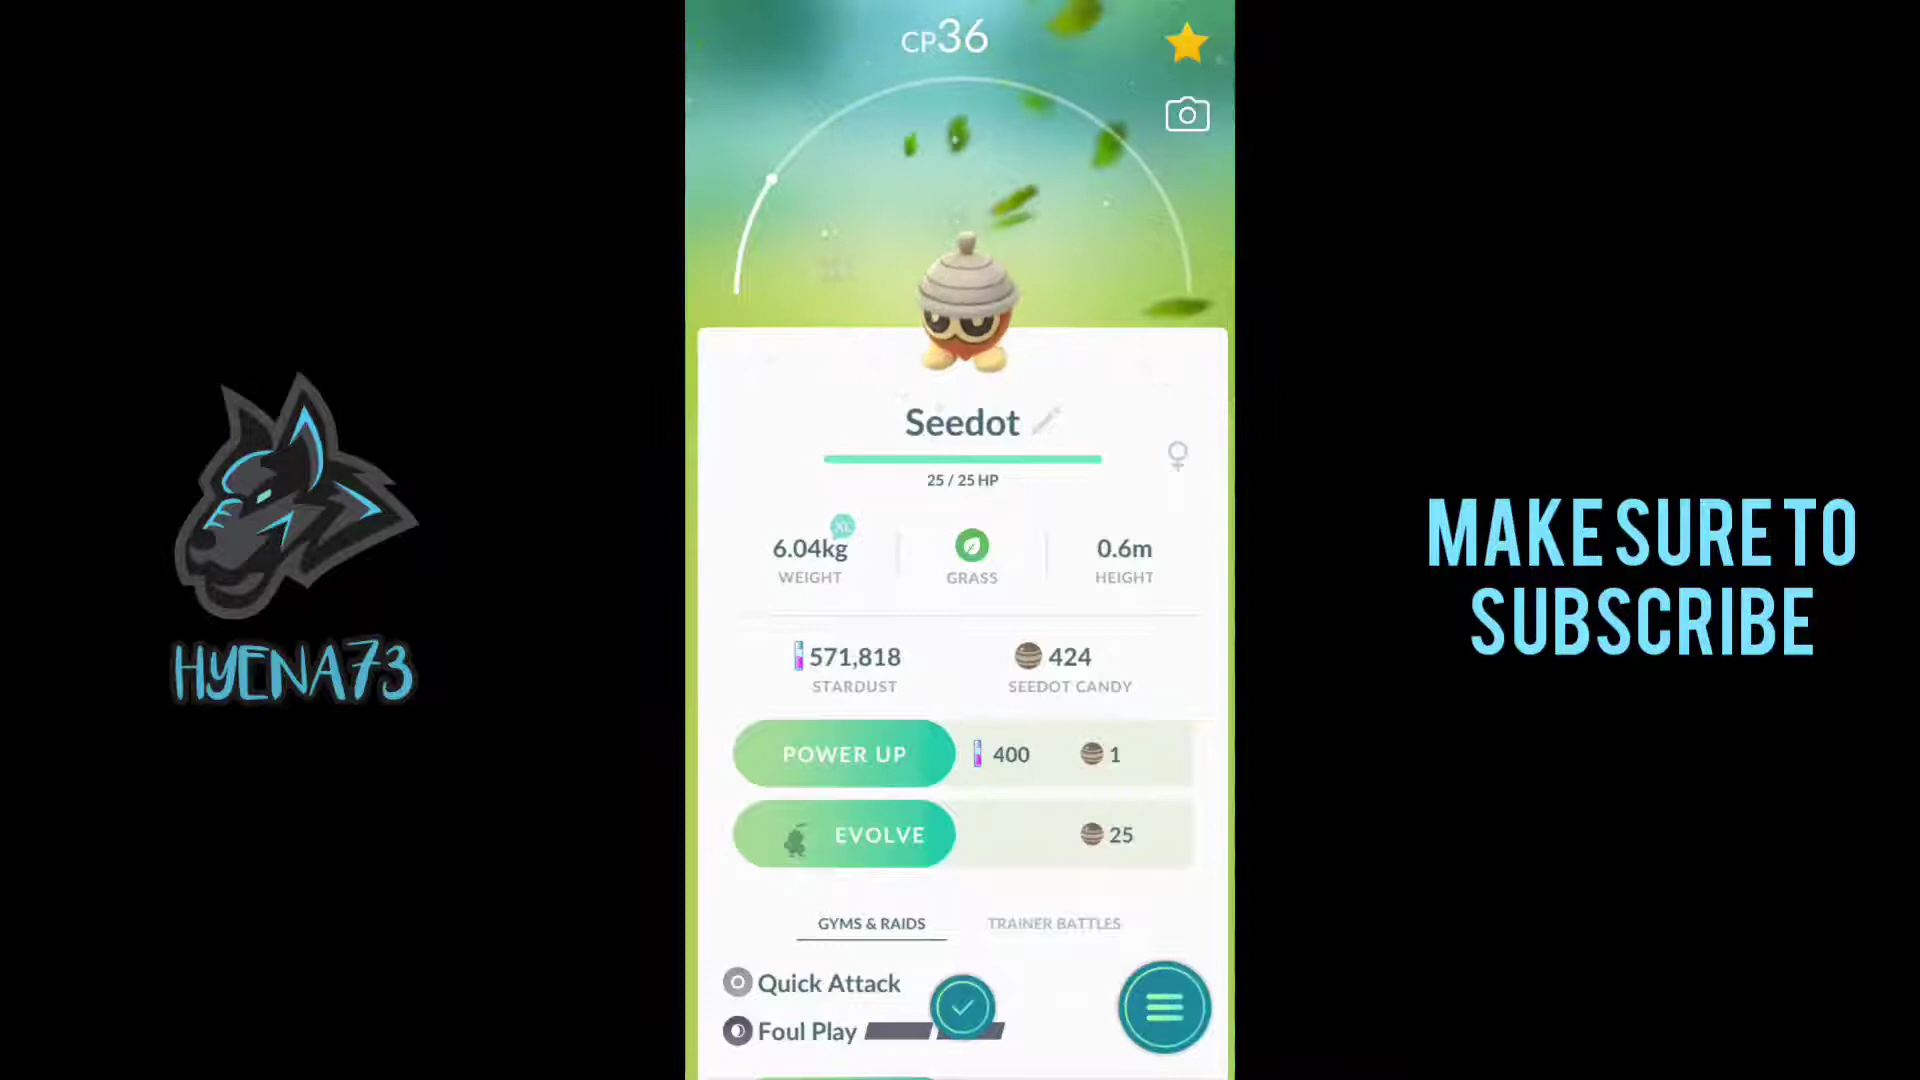 CP36
Seedot
25 / 25 HP
XL
6.04kg
WEIGHT
GRASS
0.6m
HEIGHT
571,818
STARDUST
424
SEEDOT CANDY
POWER UP
400
1
EVOLVE
25
GYMS & RAIDS
TRAINER BATTLES
Quick Attack
Foul Play
HYENA73
MAKE SURE TO
SUBSCRIBE